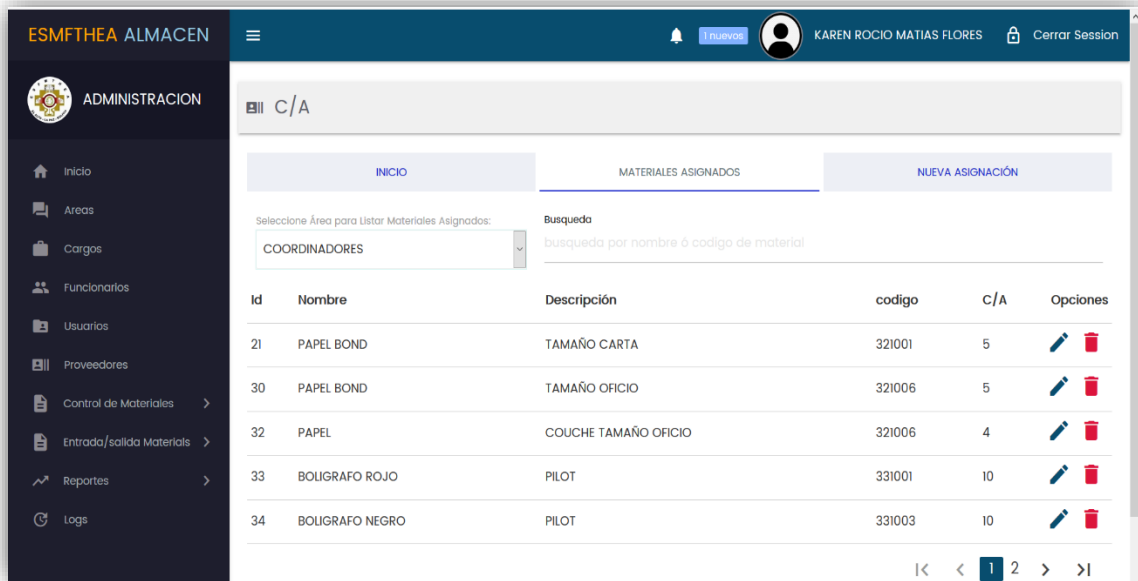 ESMFTHEA ALMACEN
1 nuevos
KAREN ROCIO MATIAS FLORES
Cerrar Session
ADMINISTRACION
C/A
Inicio
Areas
Cargos
Funcionarios
Usuarios
Proveedores
Control de Materiales
Entrada/salida Materials
Reportes
Logs
INICIO
MATERIALES ASIGNADOS
NUEVA ASIGNACIÓN
Seleccione Área para Listar Materiales Asignados:
COORDINADORES
Busqueda
busqueda por nombre ó codigo de material
Id Nombre Descripción codigo C/A Opciones
21 PAPEL BOND TAMAÑO CARTA 321001 5
30 PAPEL BOND TAMAÑO OFICIO 321006 5
32 PAPEL COUCHE TAMAÑO OFICIO 321006 4
33 BOLIGRAFO ROJO PILOT 331001 10
34 BOLIGRAFO NEGRO PILOT 331003 10
1 2